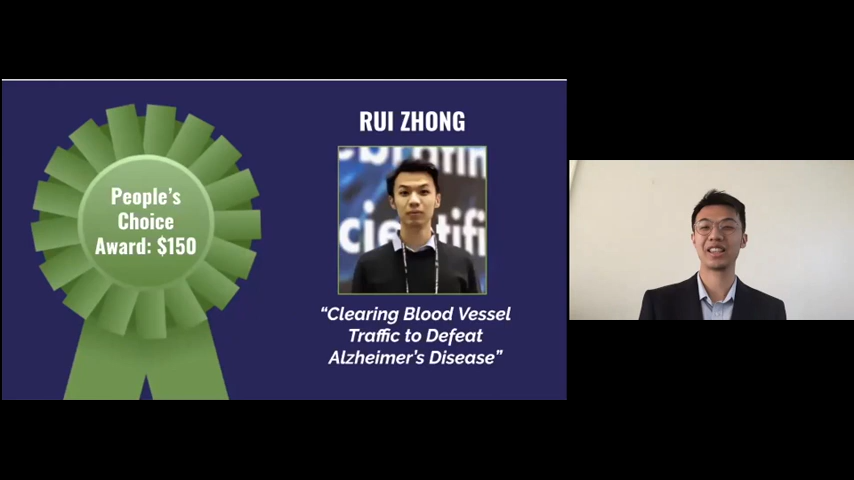 People's
Choice
Award: $150
RUI ZHONG
"Clearing Blood Vessel
Traffic to Defeat
Alzheimer's Disease"